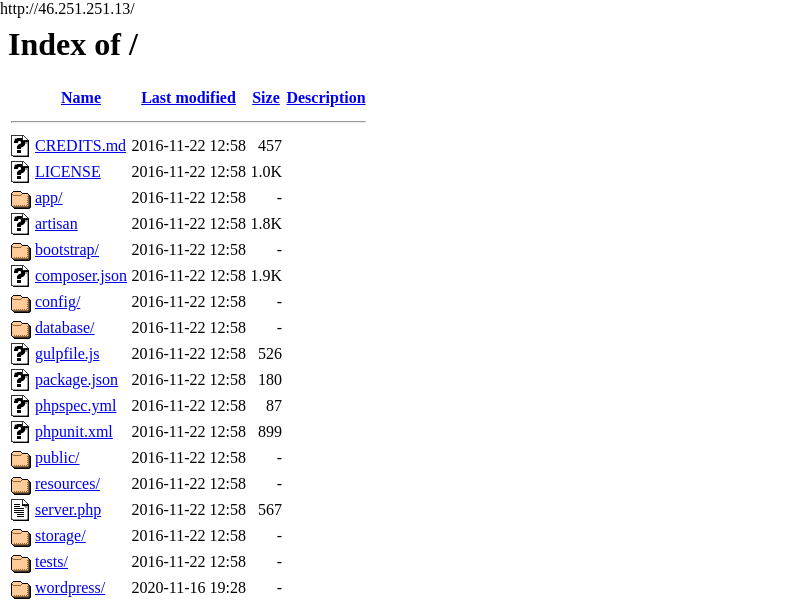 http://46.251.251.13/
Index of /
Name Last modified Size Description
CREDITS.md 2016-11-22 12:58 457
LICENSE 2016-11-22 12:58 1.0K
app/ 2016-11-22 12:58 -
artisan 2016-11-22 12:58 1.8K
bootstrap/ 2016-11-22 12:58 -
composer.json 2016-11-22 12:58 1.9K
config/ 2016-11-22 12:58 -
database/ 2016-11-22 12:58 -
gulpfile.js 2016-11-22 12:58 526
package.json 2016-11-22 12:58 180
phpspec.yml 2016-11-22 12:58 87
phpunit.xml 2016-11-22 12:58 899
public/ 2016-11-22 12:58 -
resources/ 2016-11-22 12:58 -
server.php 2016-11-22 12:58 567
storage/ 2016-11-22 12:58 -
tests/ 2016-11-22 12:58 -
wordpress/ 2020-11-16 19:28 -